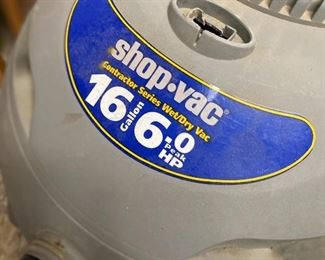 shop·vac®
Contractor Series Wet/Dry Vac
16 Gallon 6.0 Peak HP